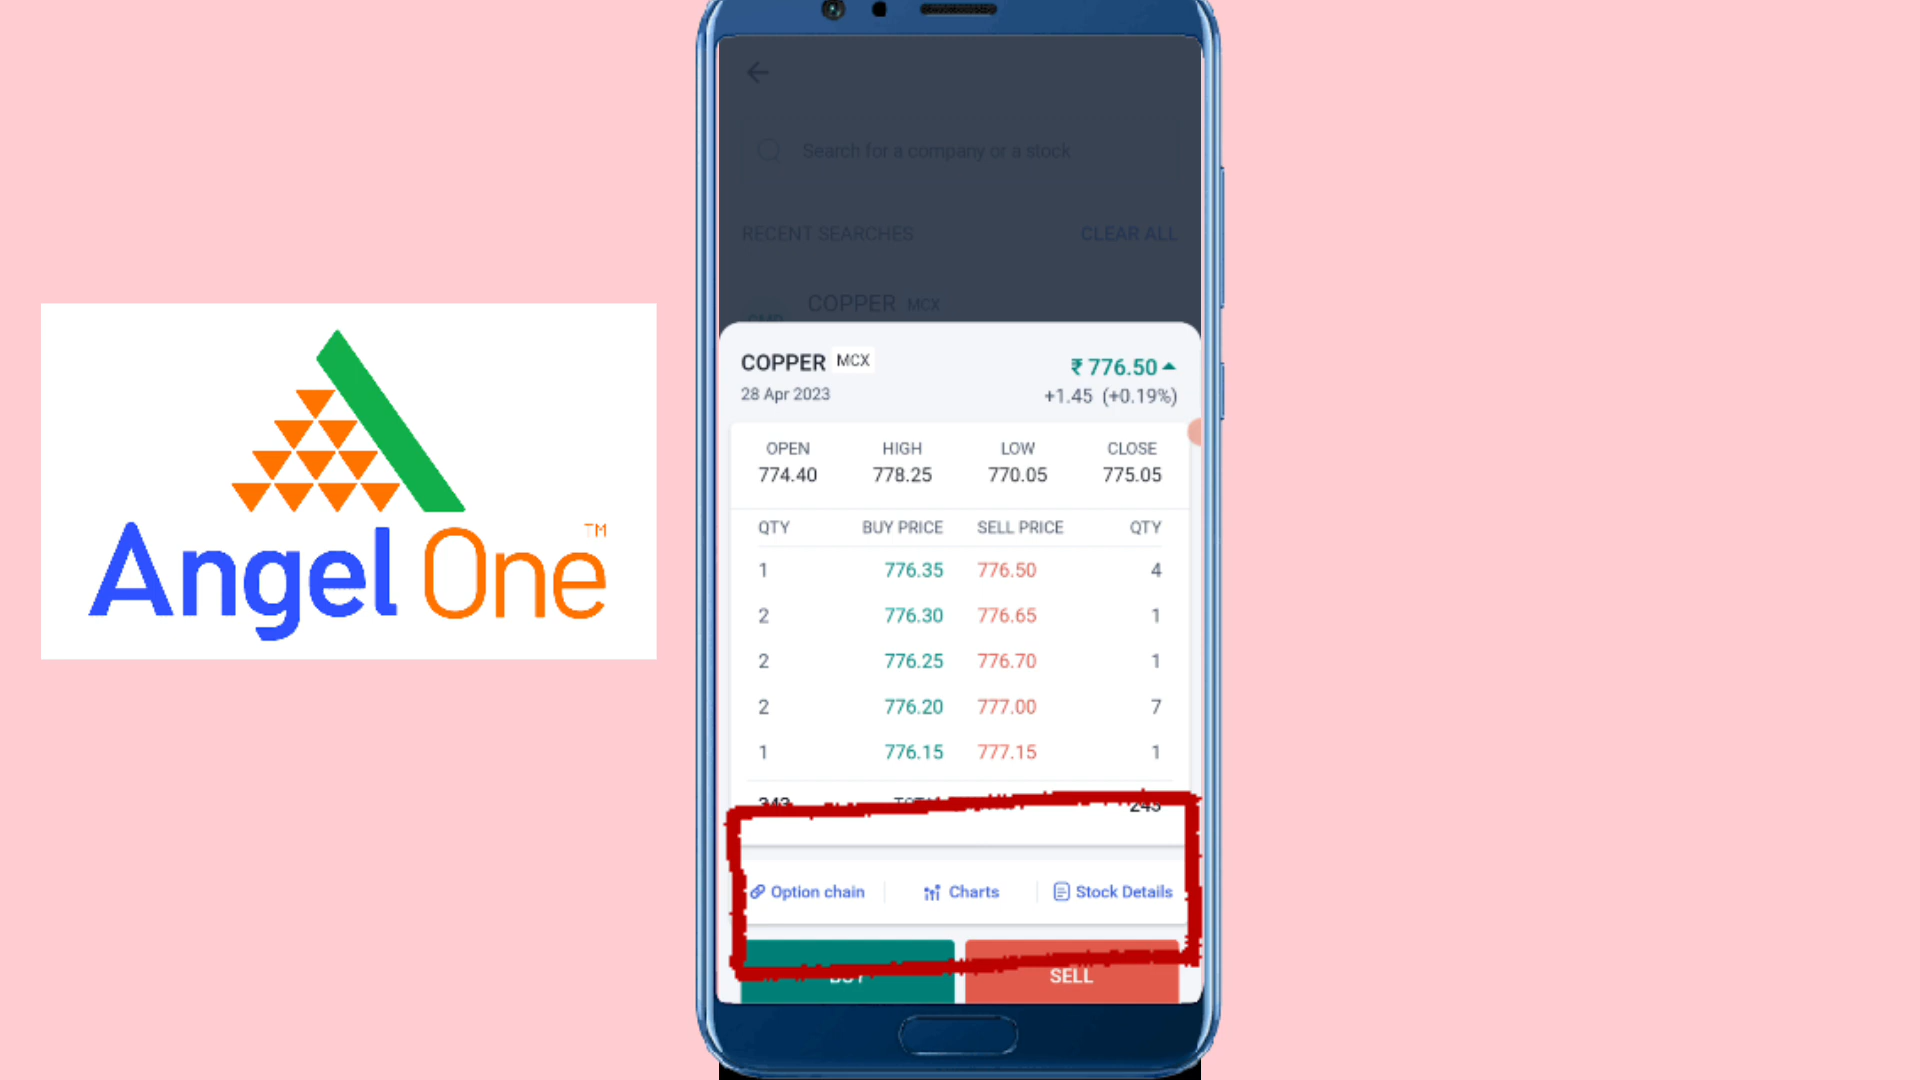 Angel One™
Search for a company or a stock
RECENT SEARCHES CLEAR ALL
COPPER MCX
COPPER MCX ₹ 776.50
28 Apr 2023 +1.45 (+0.19%)
OPEN HIGH LOW CLOSE
774.40 778.25 770.05 775.05
QTY BUY PRICE SELL PRICE QTY
1 776.35 776.50 4
2 776.30 776.65 1
2 776.25 776.70 1
2 776.20 777.00 7
1 776.15 777.15 1
243
Option chain Charts Stock Details
BUY SELL